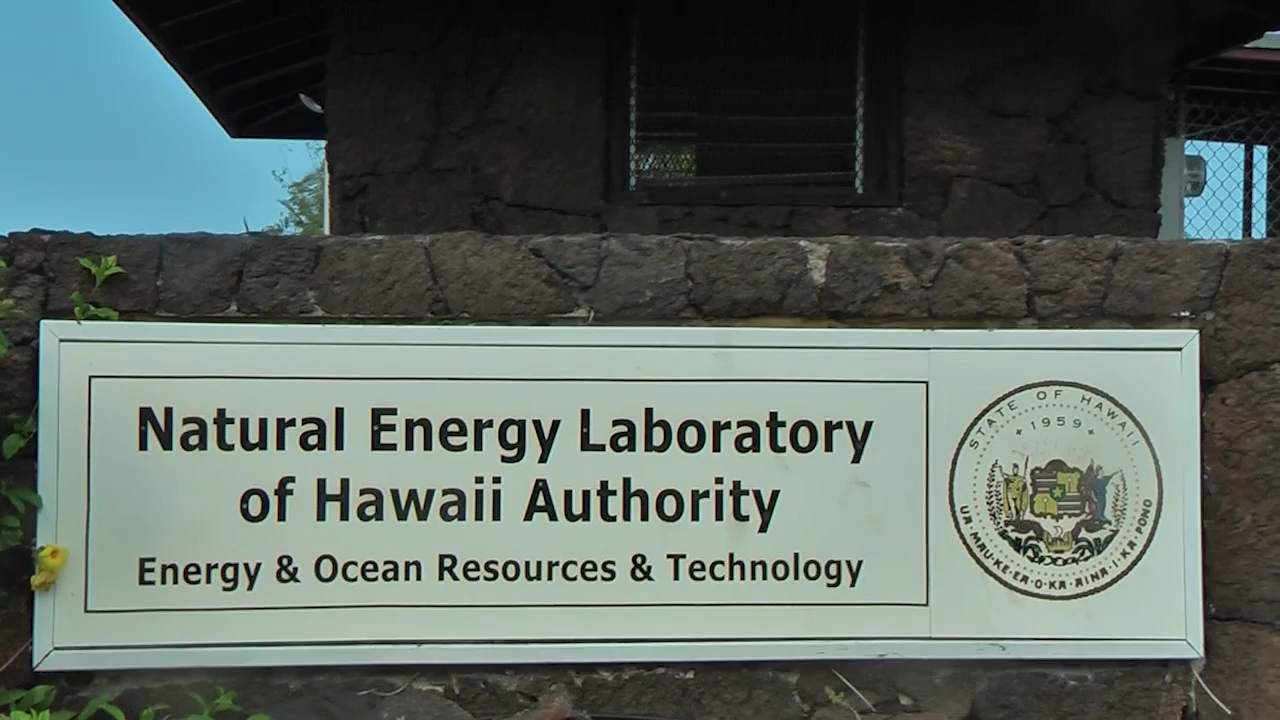 Natural Energy Laboratory
of Hawaii Authority
Energy & Ocean Resources & Technology
STATE OF HAWAII
1959
UA·MAU·KE·EA·O·KA·AINA·I·KA·PONO